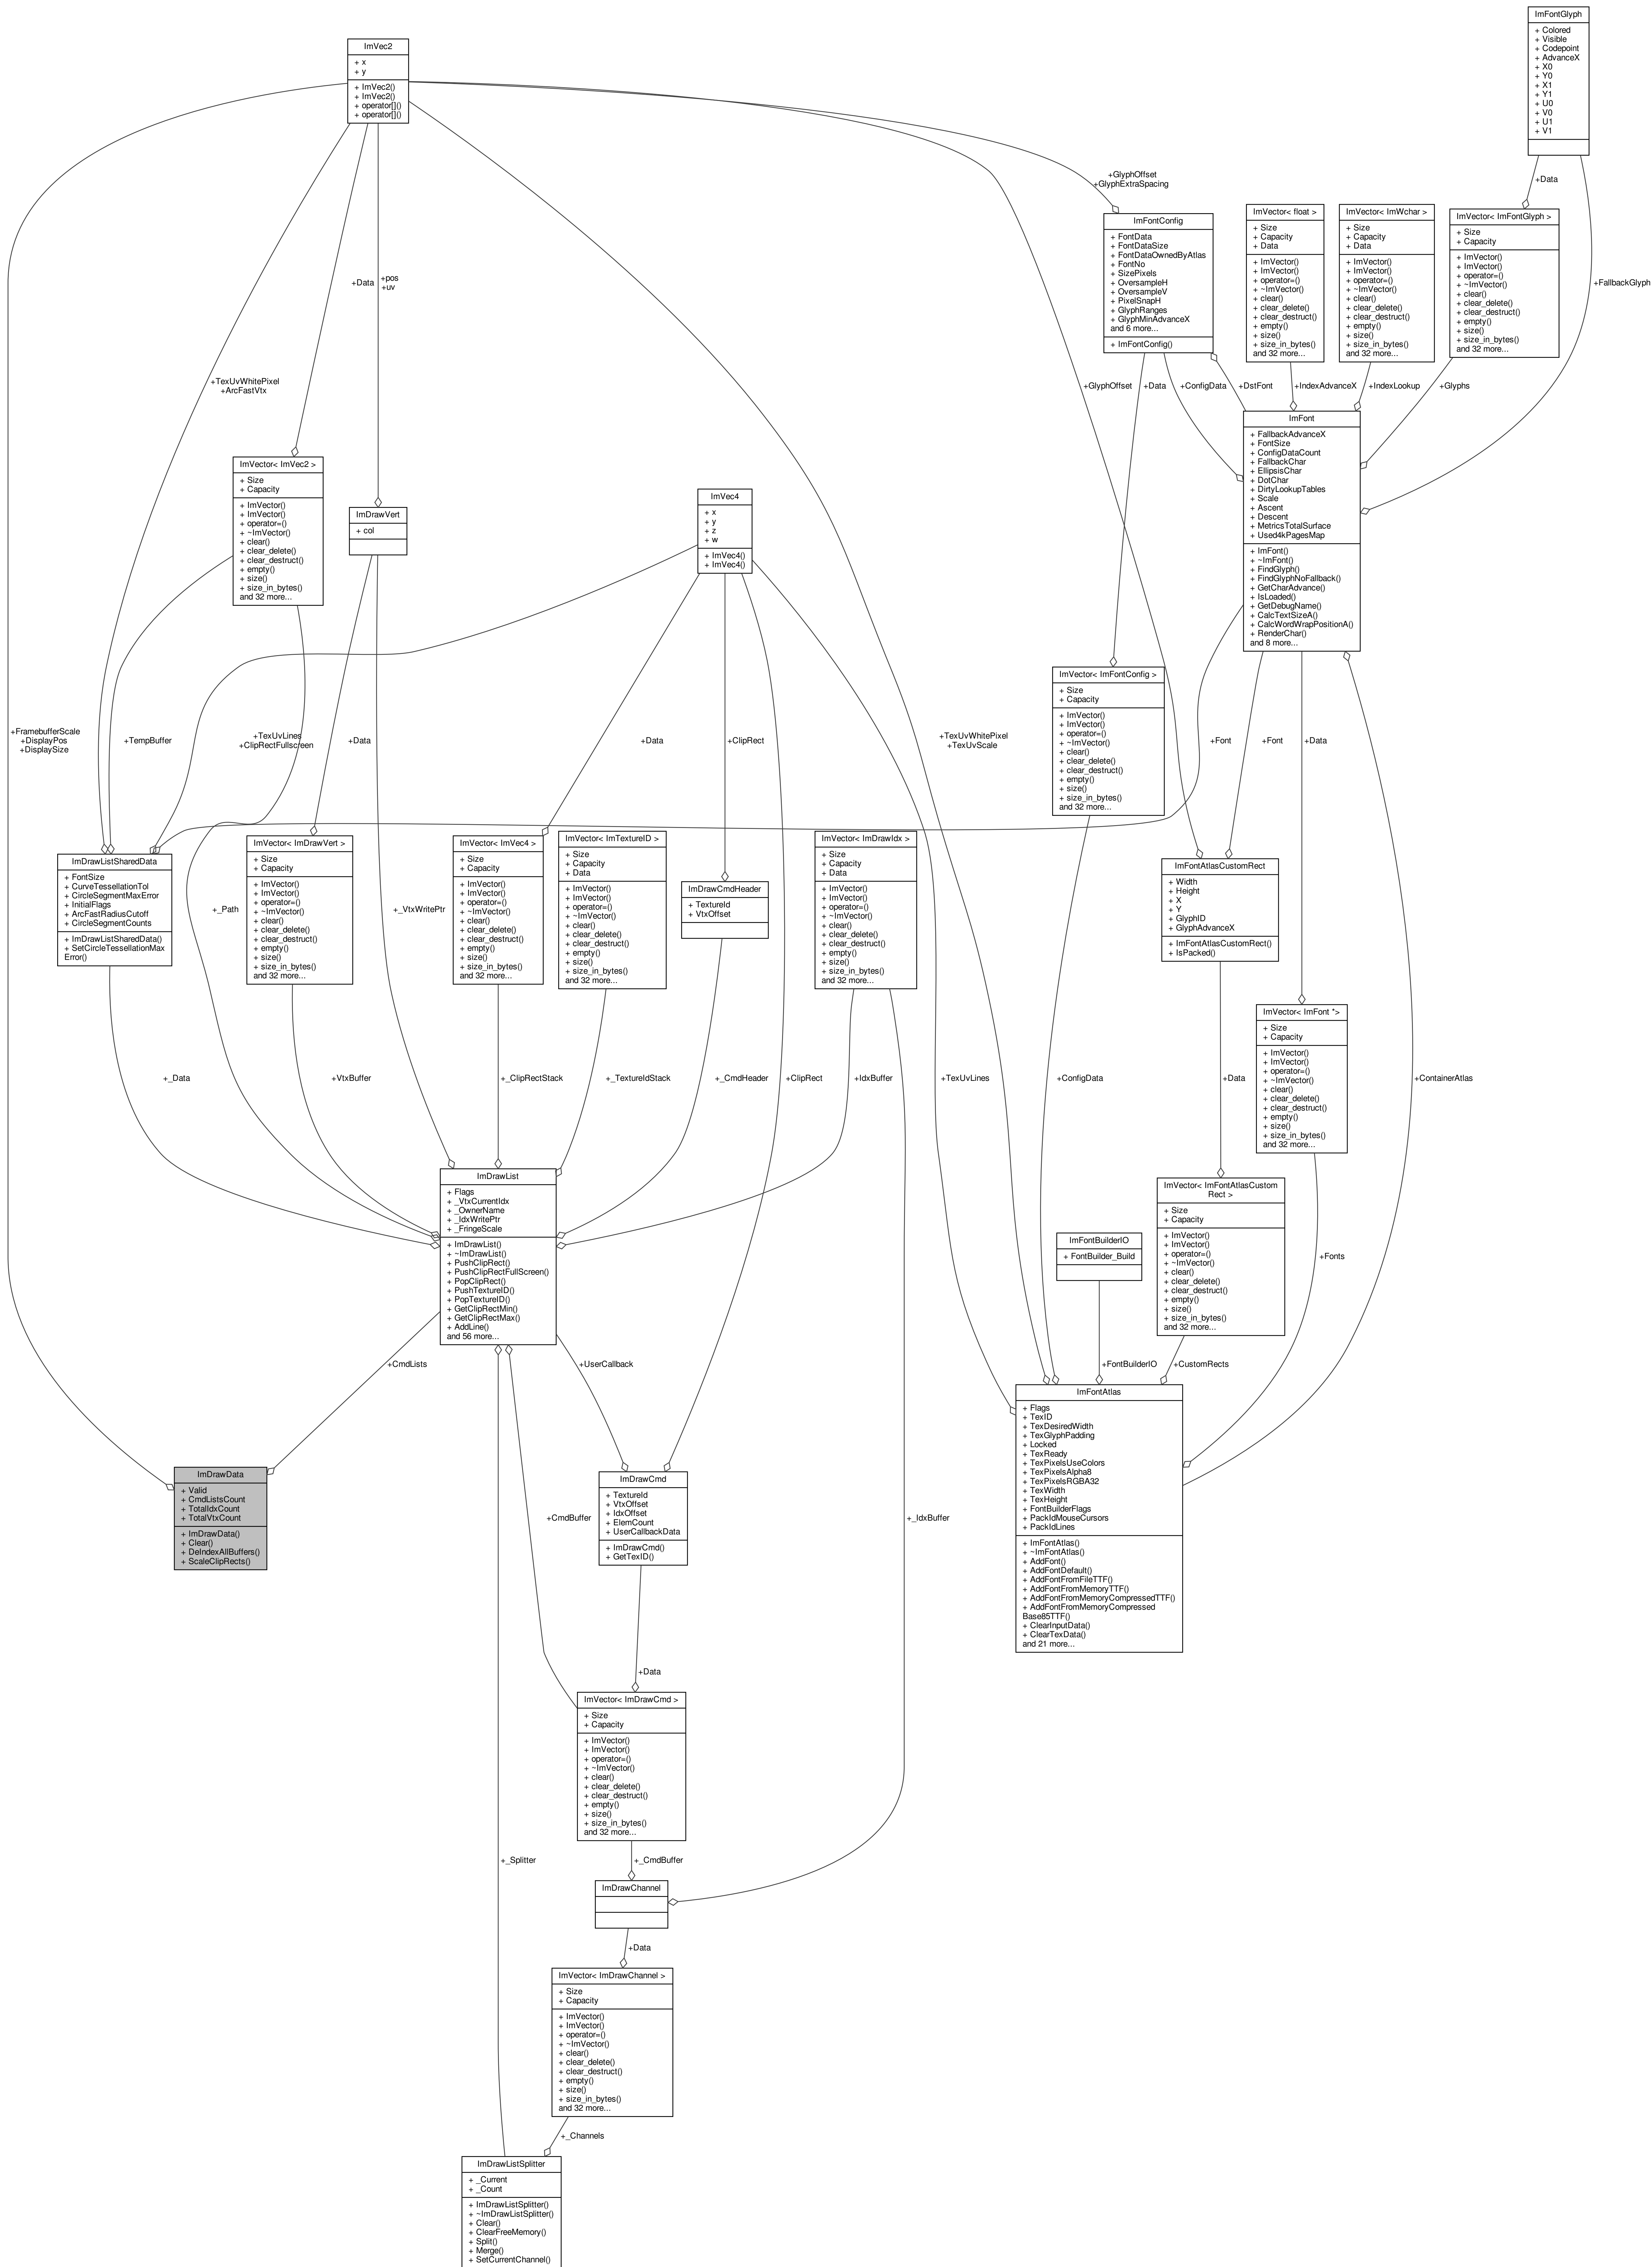 ImFontGlyph
+ Colored
+ Visible
+ Codepoint
+ AdvanceX
+ X0
+ Y0
+ X1
+ Y1
+ U0
+ V0
+ U1
+ V1
ImVec2
+ x
+ y
+ ImVec2()
+ ImVec2()
+ operator[]()
+ operator[]()
+GlyphOffset
+GlyphExtraSpacing
+Data
+FallbackGlyph
ImFontConfig
+ FontData
+ FontDataSize
+ FontDataOwnedByAtlas
+ FontNo
+ SizePixels
+ OversampleH
+ OversampleV
+ PixelSnapH
+ GlyphRanges
+ GlyphMinAdvanceX
and 6 more...
+ ImFontConfig()
ImVector< float >
+ Size
+ Capacity
+ Data
+ ImVector()
+ ImVector()
+ operator=()
+ ~ImVector()
+ clear()
+ clear_delete()
+ clear_destruct()
+ empty()
+ size()
+ size_in_bytes()
and 32 more...
ImVector< ImWchar >
+ Size
+ Capacity
+ Data
+ ImVector()
+ ImVector()
+ operator=()
+ ~ImVector()
+ clear()
+ clear_delete()
+ clear_destruct()
+ empty()
+ size()
+ size_in_bytes()
and 32 more...
ImVector< ImFontGlyph >
+ Size
+ Capacity
+ ImVector()
+ ImVector()
+ operator=()
+ ~ImVector()
+ clear()
+ clear_delete()
+ clear_destruct()
+ empty()
+ size()
+ size_in_bytes()
and 32 more...
+Data
+pos
+uv
+TexUvWhitePixel
+ArcFastVtx
+GlyphOffset
+Data
+ConfigData
+DstFont
+IndexAdvanceX
+IndexLookup
+Glyphs
ImFont
+ FallbackAdvanceX
+ FontSize
+ ConfigDataCount
+ FallbackChar
+ EllipsisChar
+ DotChar
+ DirtyLookupTables
+ Scale
+ Ascent
+ Descent
+ MetricsTotalSurface
+ Used4kPagesMap
+ ImFont()
+ ~ImFont()
+ FindGlyph()
+ FindGlyphNoFallback()
+ GetCharAdvance()
+ IsLoaded()
+ GetDebugName()
+ CalcTextSizeA()
+ CalcWordWrapPositionA()
+ RenderChar()
and 8 more...
ImVector< ImVec2 >
+ Size
+ Capacity
+ ImVector()
+ ImVector()
+ operator=()
+ ~ImVector()
+ clear()
+ clear_delete()
+ clear_destruct()
+ empty()
+ size()
+ size_in_bytes()
and 32 more...
ImDrawVert
+ col
ImVec4
+ x
+ y
+ z
+ w
+ ImVec4()
+ ImVec4()
ImVector< ImFontConfig >
+ Size
+ Capacity
+ ImVector()
+ ImVector()
+ operator=()
+ ~ImVector()
+ clear()
+ clear_delete()
+ clear_destruct()
+ empty()
+ size()
+ size_in_bytes()
and 32 more...
+FramebufferScale
+DisplayPos
+DisplaySize
+TempBuffer
+TexUvLines
+ClipRectFullscreen
+Data
+Data
+ClipRect
+TexUvWhitePixel
+TexUvScale
+Font
+Font
+Data
ImDrawListSharedData
+ FontSize
+ CurveTessellationTol
+ CircleSegmentMaxError
+ InitialFlags
+ ArcFastRadiusCutoff
+ CircleSegmentCounts
+ ImDrawListSharedData()
+ SetCircleTessellationMax
Error()
+_Path
ImVector< ImDrawVert >
+ Size
+ Capacity
+ ImVector()
+ ImVector()
+ operator=()
+ ~ImVector()
+ clear()
+ clear_delete()
+ clear_destruct()
+ empty()
+ size()
+ size_in_bytes()
and 32 more...
+_VtxWritePtr
ImVector< ImVec4 >
+ Size
+ Capacity
+ ImVector()
+ ImVector()
+ operator=()
+ ~ImVector()
+ clear()
+ clear_delete()
+ clear_destruct()
+ empty()
+ size()
+ size_in_bytes()
and 32 more...
ImVector< ImTextureID >
+ Size
+ Capacity
+ Data
+ ImVector()
+ ImVector()
+ operator=()
+ ~ImVector()
+ clear()
+ clear_delete()
+ clear_destruct()
+ empty()
+ size()
+ size_in_bytes()
and 32 more...
ImDrawCmdHeader
+ TextureId
+ VtxOffset
ImVector< ImDrawIdx >
+ Size
+ Capacity
+ Data
+ ImVector()
+ ImVector()
+ operator=()
+ ~ImVector()
+ clear()
+ clear_delete()
+ clear_destruct()
+ empty()
+ size()
+ size_in_bytes()
and 32 more...
ImFontAtlasCustomRect
+ Width
+ Height
+ X
+ Y
+ GlyphID
+ GlyphAdvanceX
+ ImFontAtlasCustomRect()
+ IsPacked()
ImVector< ImFont *>
+ Size
+ Capacity
+ ImVector()
+ ImVector()
+ operator=()
+ ~ImVector()
+ clear()
+ clear_delete()
+ clear_destruct()
+ empty()
+ size()
+ size_in_bytes()
and 32 more...
+_Data
+VtxBuffer
+_ClipRectStack
+_TextureIdStack
+_CmdHeader
+ClipRect
+IdxBuffer
+TexUvLines
+ConfigData
+Data
+ContainerAtlas
ImDrawList
+ Flags
+ _VtxCurrentIdx
+ _OwnerName
+ _IdxWritePtr
+ _FringeScale
+ ImDrawList()
+ ~ImDrawList()
+ PushClipRect()
+ PushClipRectFullScreen()
+ PopClipRect()
+ PushTextureID()
+ PopTextureID()
+ GetClipRectMin()
+ GetClipRectMax()
+ AddLine()
and 56 more...
ImFontBuilderIO
+ FontBuilder_Build
ImVector< ImFontAtlasCustom
Rect >
+ Size
+ Capacity
+ ImVector()
+ ImVector()
+ operator=()
+ ~ImVector()
+ clear()
+ clear_delete()
+ clear_destruct()
+ empty()
+ size()
+ size_in_bytes()
and 32 more...
+Fonts
+CmdLists
+UserCallback
+FontBuilderIO
+CustomRects
ImFontAtlas
+ Flags
+ TexID
+ TexDesiredWidth
+ TexGlyphPadding
+ Locked
+ TexReady
+ TexPixelsUseColors
+ TexPixelsAlpha8
+ TexPixelsRGBA32
+ TexWidth
+ TexHeight
+ FontBuilderFlags
+ PackIdMouseCursors
+ PackIdLines
+ ImFontAtlas()
+ ~ImFontAtlas()
+ AddFont()
+ AddFontDefault()
+ AddFontFromFileTTF()
+ AddFontFromMemoryTTF()
+ AddFontFromMemoryCompressedTTF()
+ AddFontFromMemoryCompressed
Base85TTF()
+ ClearInputData()
+ ClearTexData()
and 21 more...
ImDrawData
+ Valid
+ CmdListsCount
+ TotalIdxCount
+ TotalVtxCount
+ ImDrawData()
+ Clear()
+ DeIndexAllBuffers()
+ ScaleClipRects()
+CmdBuffer
ImDrawCmd
+ TextureId
+ VtxOffset
+ IdxOffset
+ ElemCount
+ UserCallbackData
+ ImDrawCmd()
+ GetTexID()
+_IdxBuffer
+Data
ImVector< ImDrawCmd >
+ Size
+ Capacity
+ ImVector()
+ ImVector()
+ operator=()
+ ~ImVector()
+ clear()
+ clear_delete()
+ clear_destruct()
+ empty()
+ size()
+ size_in_bytes()
and 32 more...
+_Splitter
+_CmdBuffer
ImDrawChannel
+Data
ImVector< ImDrawChannel >
+ Size
+ Capacity
+ ImVector()
+ ImVector()
+ operator=()
+ ~ImVector()
+ clear()
+ clear_delete()
+ clear_destruct()
+ empty()
+ size()
+ size_in_bytes()
and 32 more...
+_Channels
ImDrawListSplitter
+ _Current
+ _Count
+ ImDrawListSplitter()
+ ~ImDrawListSplitter()
+ Clear()
+ ClearFreeMemory()
+ Split()
+ Merge()
+ SetCurrentChannel()